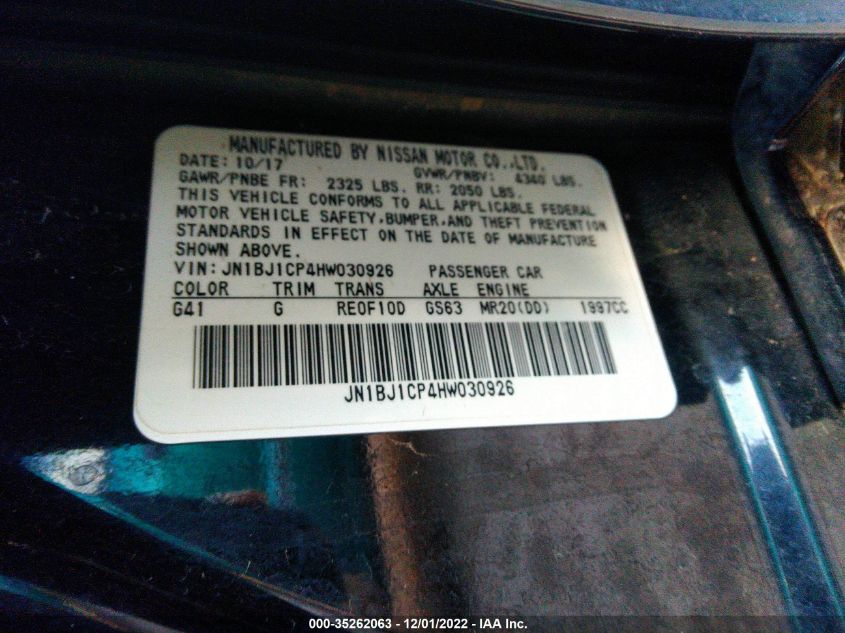 MANUFACTURED BY NISSAN MOTOR CO.,LTD.
DATE: 10/17 GVWR/PNBV: 4340 LBS.
GAWR/PNBE FR: 2325 LBS. RR: 2050 LBS.
THIS VEHICLE CONFORMS TO ALL APPLICABLE FEDERAL
MOTOR VEHICLE SAFETY,BUMPER,AND THEFT PREVENTION
STANDARDS IN EFFECT ON THE DATE OF MANUFACTURE
SHOWN ABOVE.
VIN: JN1BJ1CP4HW030926 PASSENGER CAR
COLOR TRIM TRANS AXLE ENGINE
G41 G RE0F10D GS63 MR20(DD) 1997CC
JN1BJ1CP4HW030926
000-35262063 - 12/01/2022 - IAA Inc.